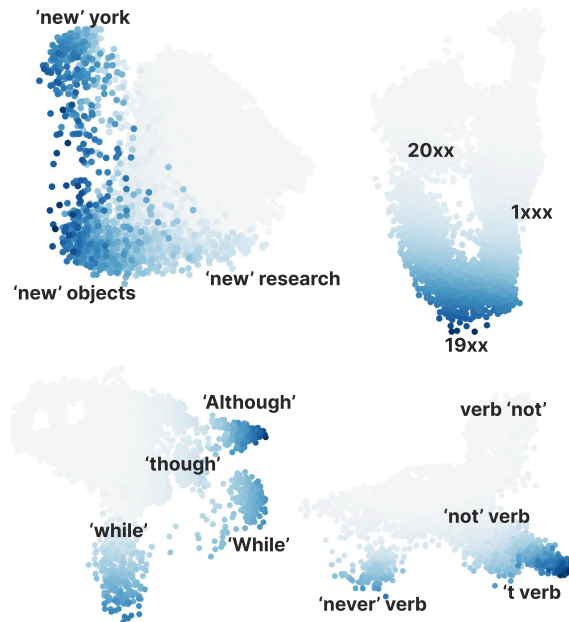 ‘new’ york
20xx
1xxx
‘new’ research
‘new’ objects
19xx
‘Although’
verb ‘not’
‘though’
‘not’ verb
‘while’
‘While’
‘t verb
‘never’ verb